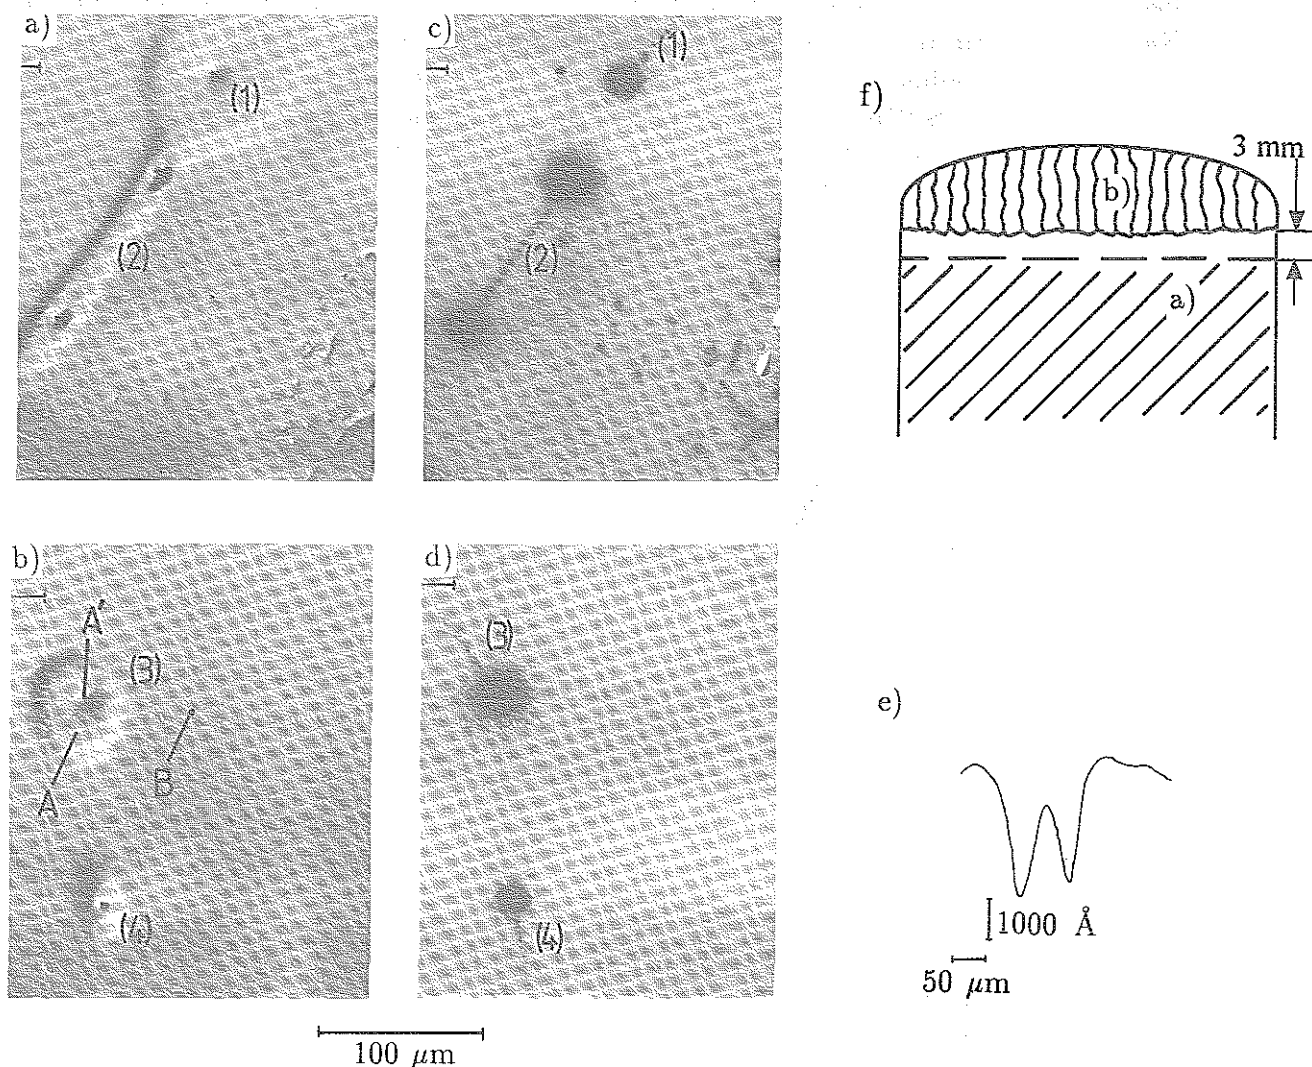 a)
(1)
(2)
c)
(1)
(2)
f)
3 mm
b)
a)
b)
A'
(3)
A
B
(4)
d)
(3)
(4)
e)
1000 Å
50 μm
100 μm